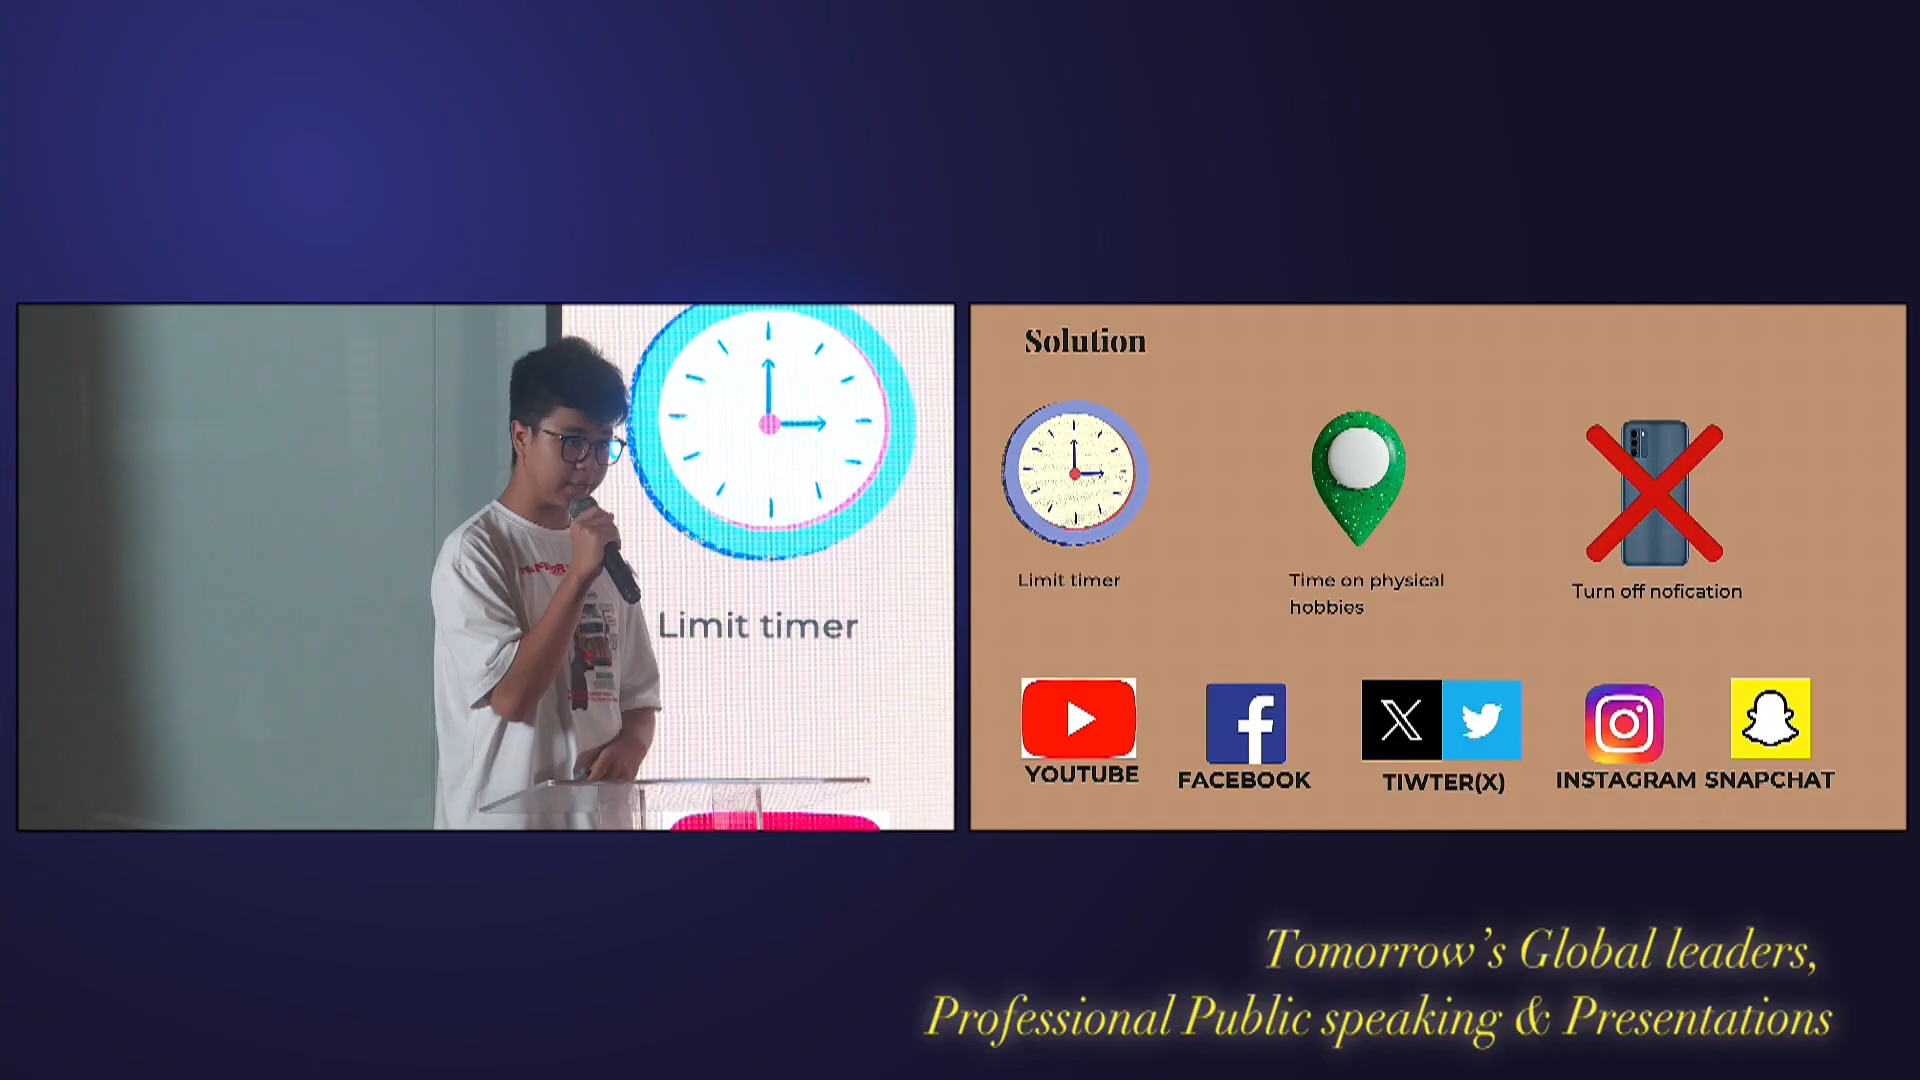 Limit timer
Solution
Limit timer
Time on physical
hobbies
Turn off nofication
YOUTUBE
FACEBOOK
TIWTER(X)
INSTAGRAM
SNAPCHAT
Tomorrow's Global leaders,
Professional Public speaking & Presentations